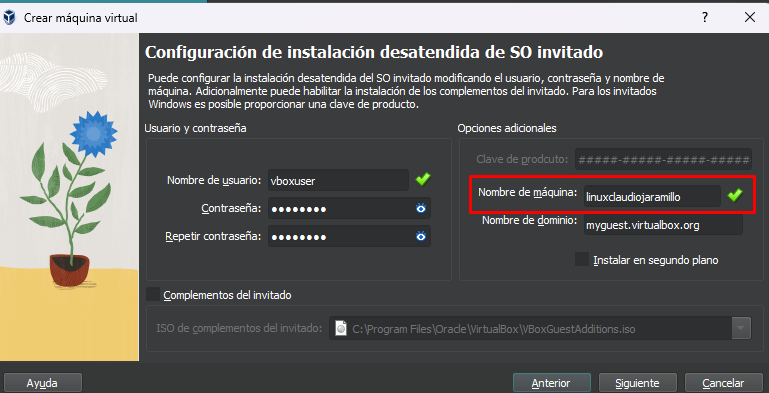 Crear máquina virtual
Configuración de instalación desatendida de SO invitado
Puede configurar la instalación desatendida del SO invitado modificando el usuario, contraseña y nombre de
máquina. Adicionalmente puede habilitar la instalación de los complementos del invitado. Para los invitados
Windows es posible proporcionar una clave de producto.
Usuario y contraseña
Nombre de usuario: vboxuser
Contraseña: ●●●●●●●●
Repetir contraseña: ●●●●●●●●
Opciones adicionales
Clave de prodcuto: #####-#####-#####-#####-#####
Nombre de máquina: linuxclaudiojaramillo
Nombre de dominio: myguest.virtualbox.org
Instalar en segundo plano
Complementos del invitado
ISO de complementos del invitado: C:\Program Files\Oracle\VirtualBox\VBoxGuestAdditions.iso
Ayuda
Anterior
Siguiente
Cancelar